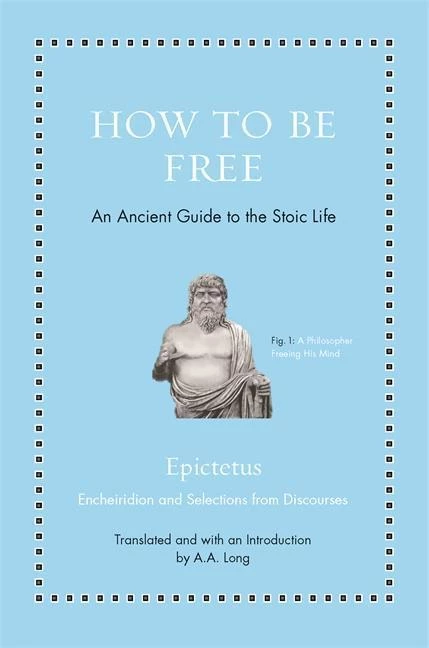 HOW TO BE
FREE
An Ancient Guide to the Stoic Life
Fig. 1: A Philosopher
Freeing His Mind
Epictetus
Encheiridion and Selections from Discourses
Translated and with an Introduction
by A.A. Long